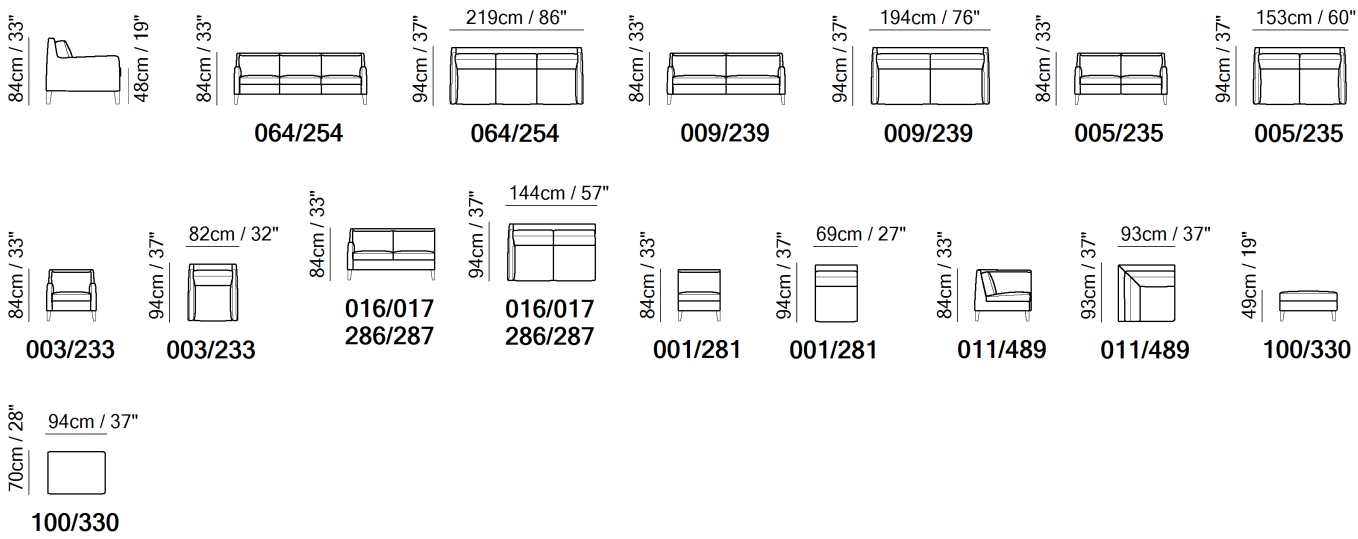 84cm / 33"
48cm / 19"
84cm / 33"
064/254
94cm / 37"
219cm / 86"
064/254
84cm / 33"
009/239
94cm / 37"
194cm / 76"
009/239
84cm / 33"
005/235
94cm / 37"
153cm / 60"
005/235
84cm / 33"
003/233
94cm / 37"
82cm / 32"
003/233
84cm / 33"
016/017
286/287
94cm / 37"
144cm / 57"
016/017
286/287
84cm / 33"
001/281
94cm / 37"
69cm / 27"
001/281
84cm / 33"
011/489
93cm / 37"
93cm / 37"
011/489
49cm / 19"
100/330
70cm / 28"
94cm / 37"
100/330